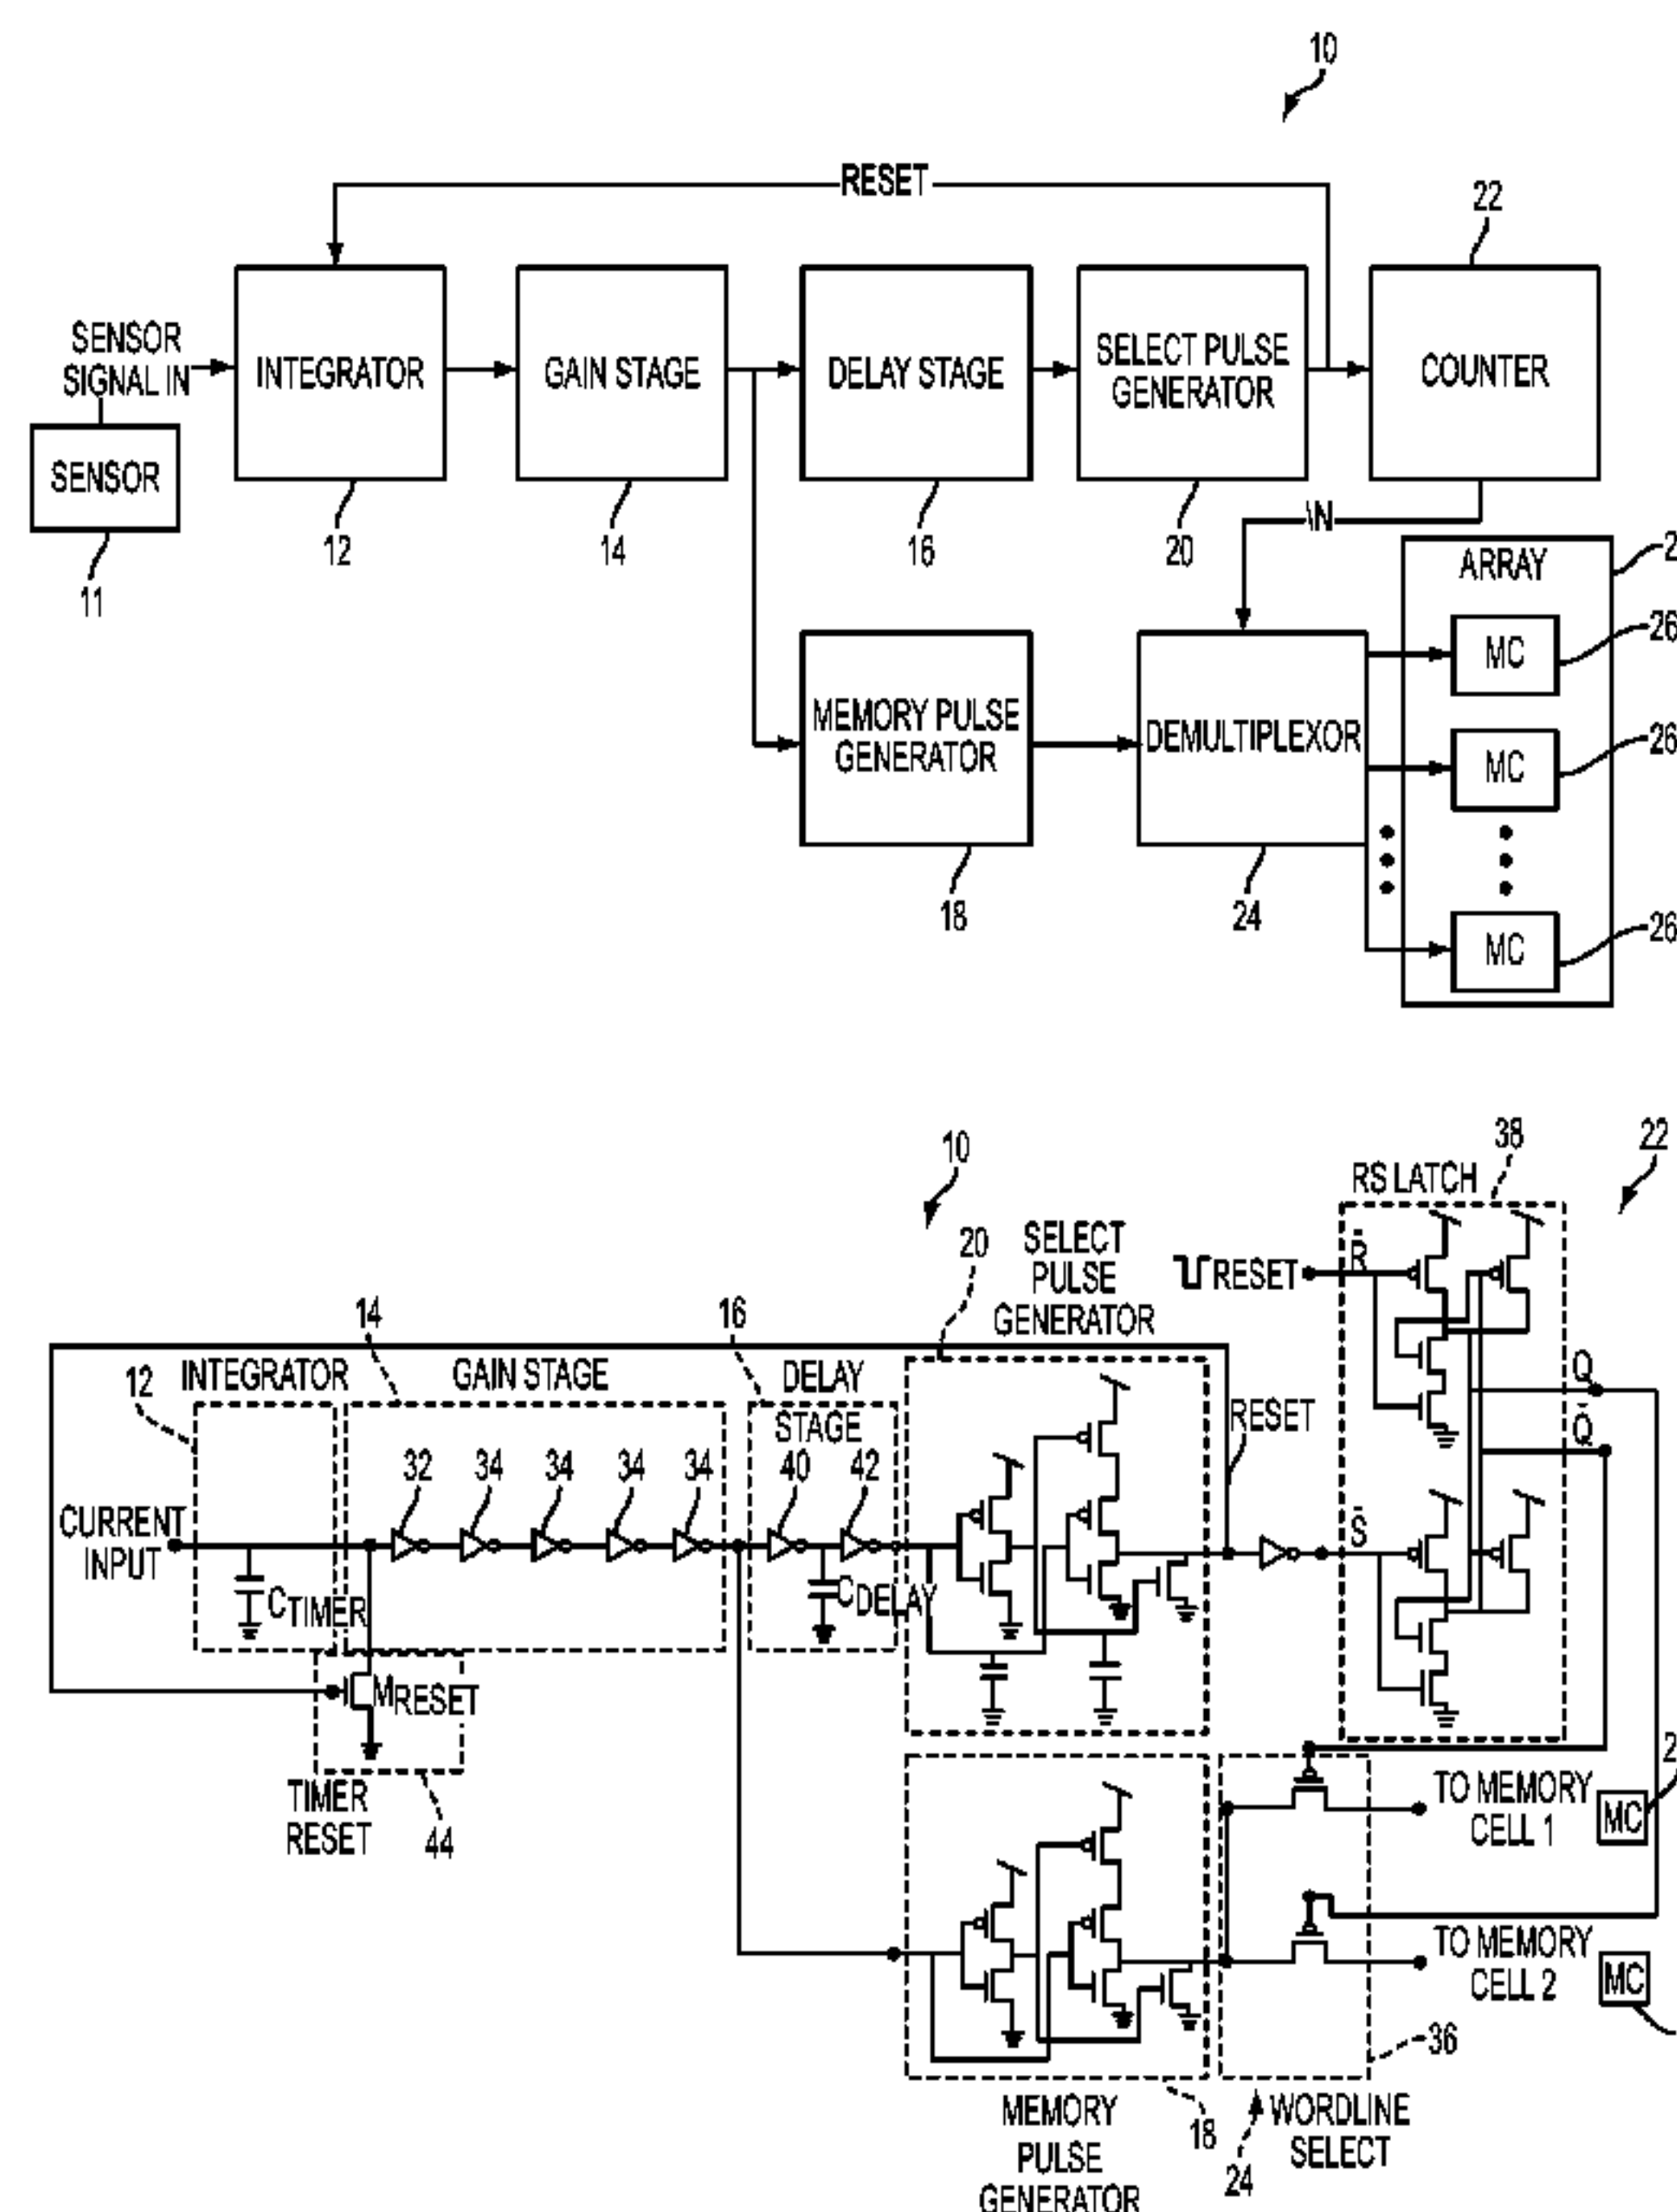 10
RESET
22
SENSOR
SIGNAL IN
INTEGRATOR
GAIN STAGE
DELAY STAGE
SELECT PULSE
GENERATOR
COUNTER
SENSOR
11
12
14
16
20
\N
ARRAY
2
MC
26
MEMORY PULSE
GENERATOR
DEMULTIPLEXOR
MC
26
18
24
MC
26
10
38
22
RS LATCH
20
SELECT
PULSE
GENERATOR
RESET
R̄
14
16
12
INTEGRATOR
GAIN STAGE
DELAY
STAGE
RESET
Q
Q̄
32
34
34
34
34
40
42
CURRENT
INPUT
CTIMER
CDELAY
S̄
MRESET
TIMER
RESET
44
TO MEMORY
CELL 1
MC
2
TO MEMORY
CELL 2
MC
36
MEMORY
PULSE
GENERATOR
18
24
WORDLINE
SELECT